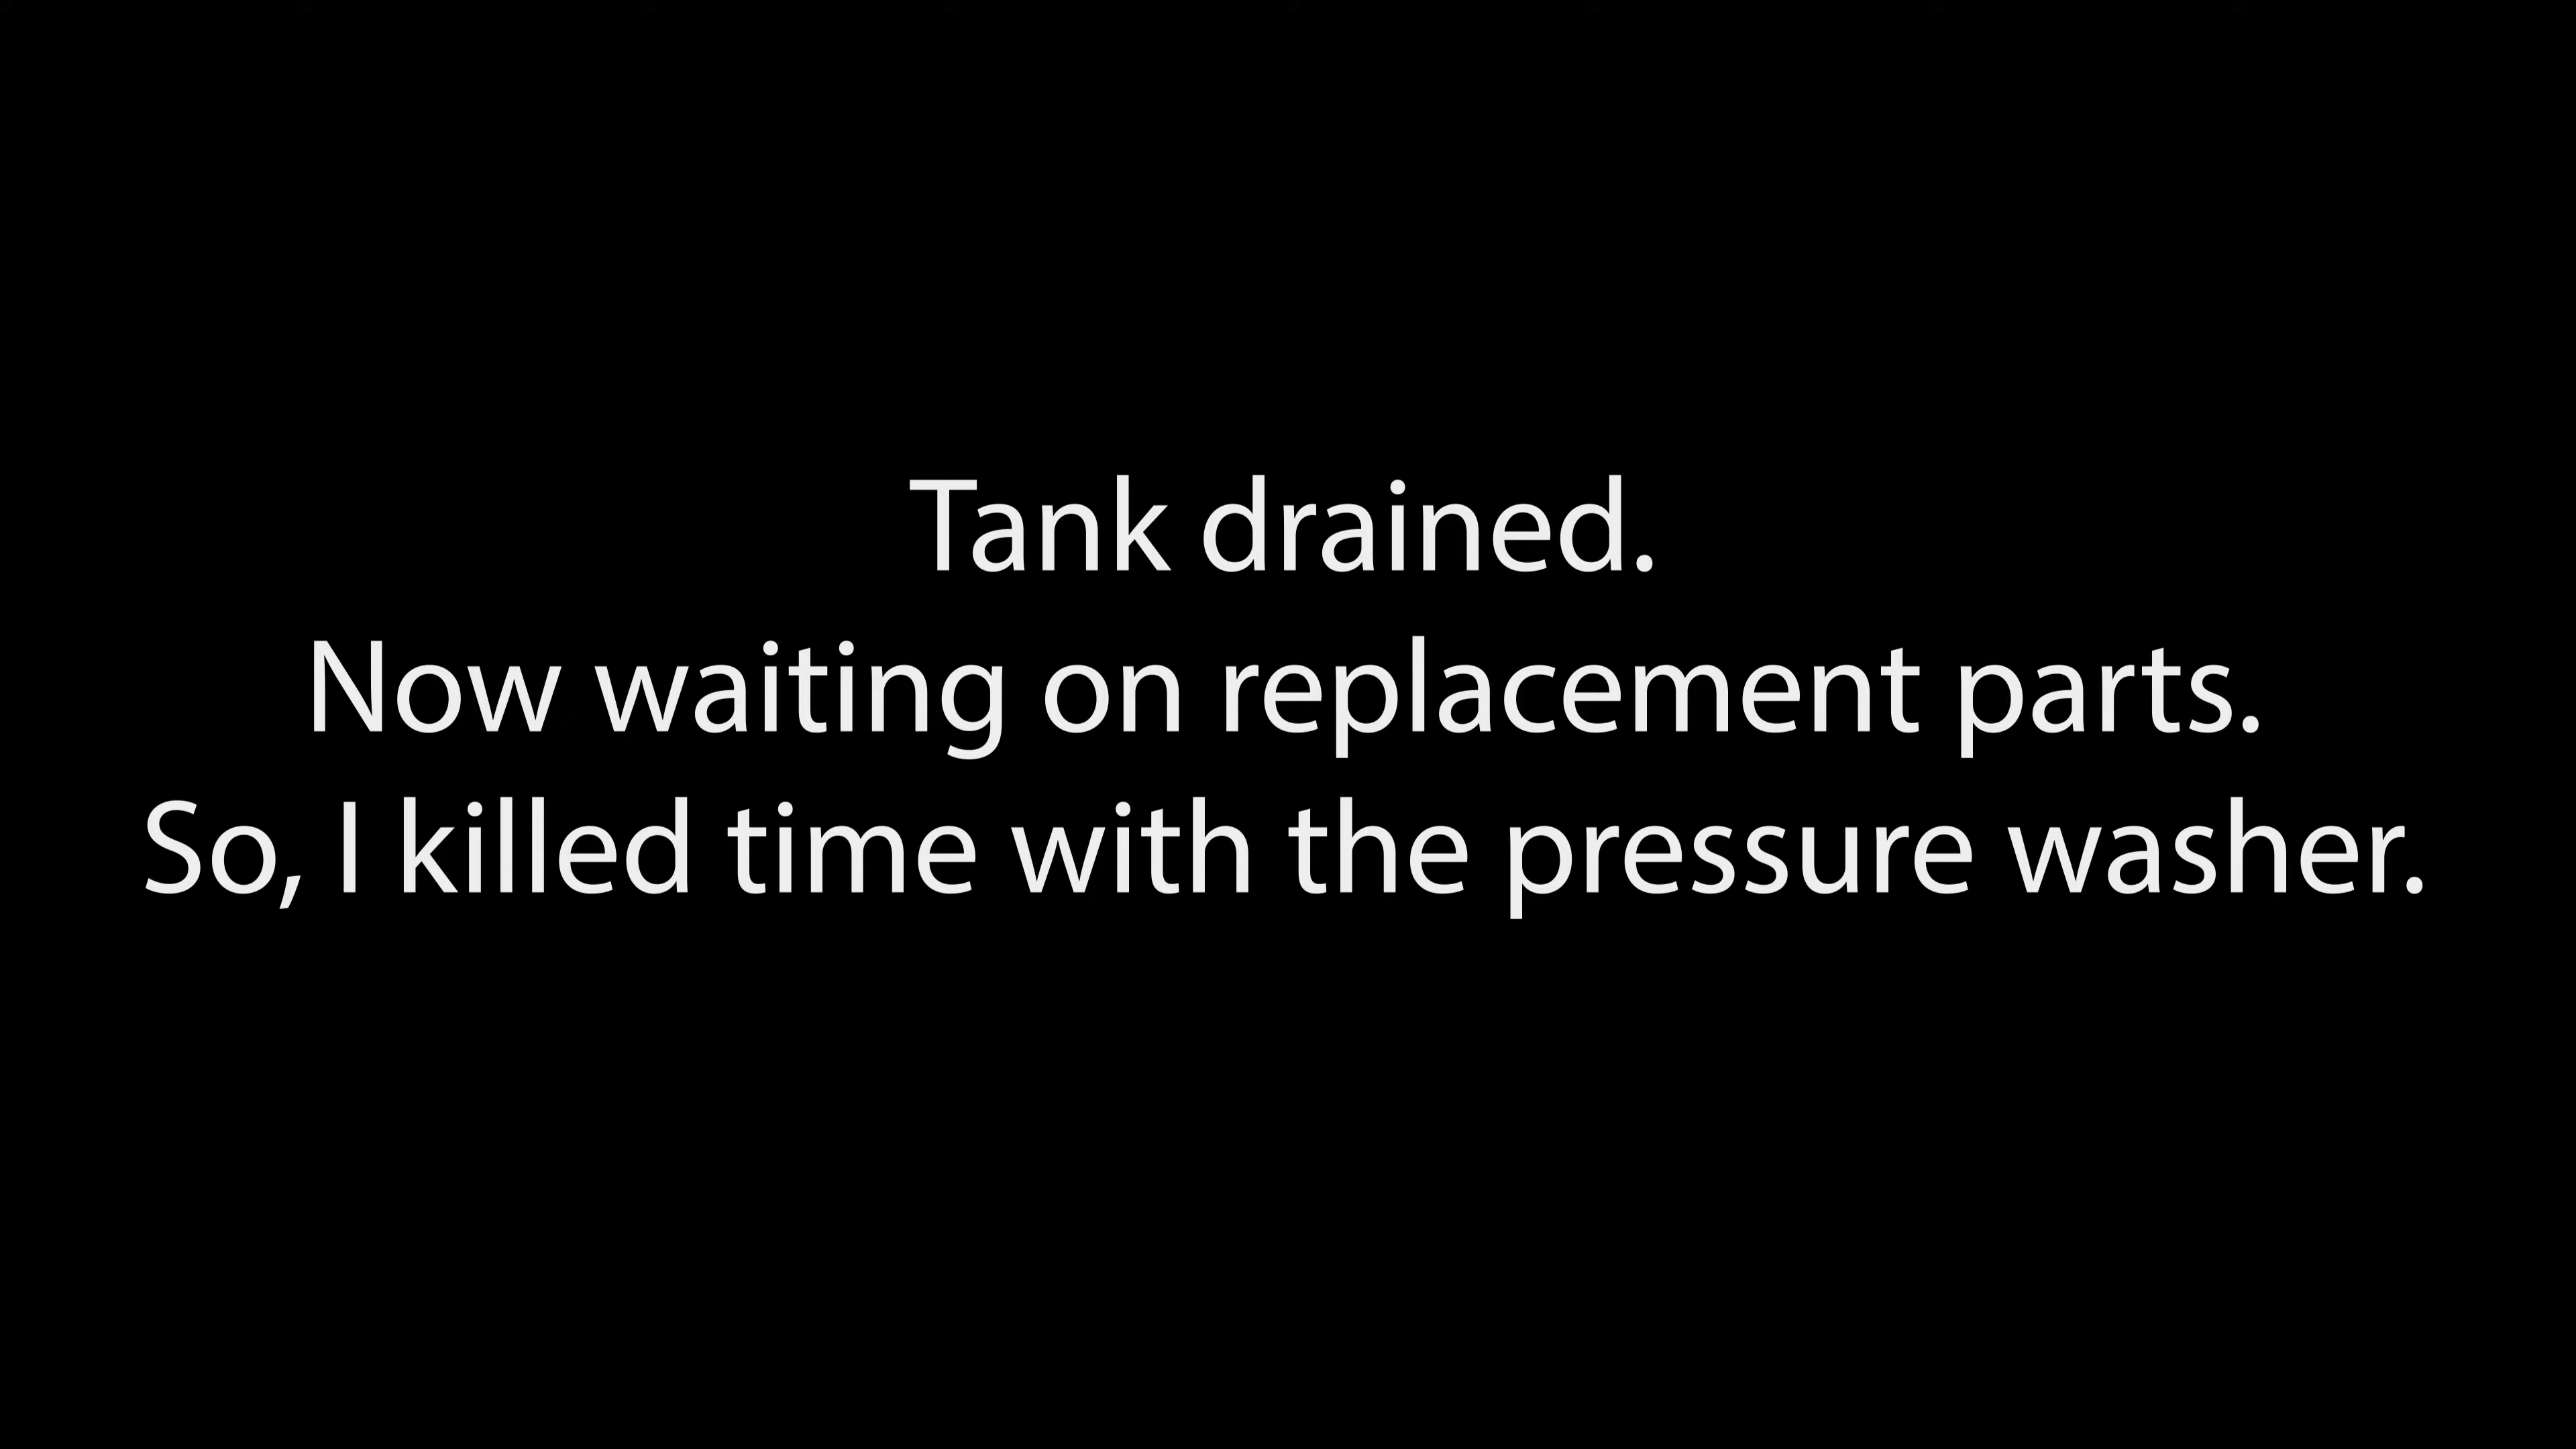 Tank drained.
Now waiting on replacement parts.
So, I killed time with the pressure washer.